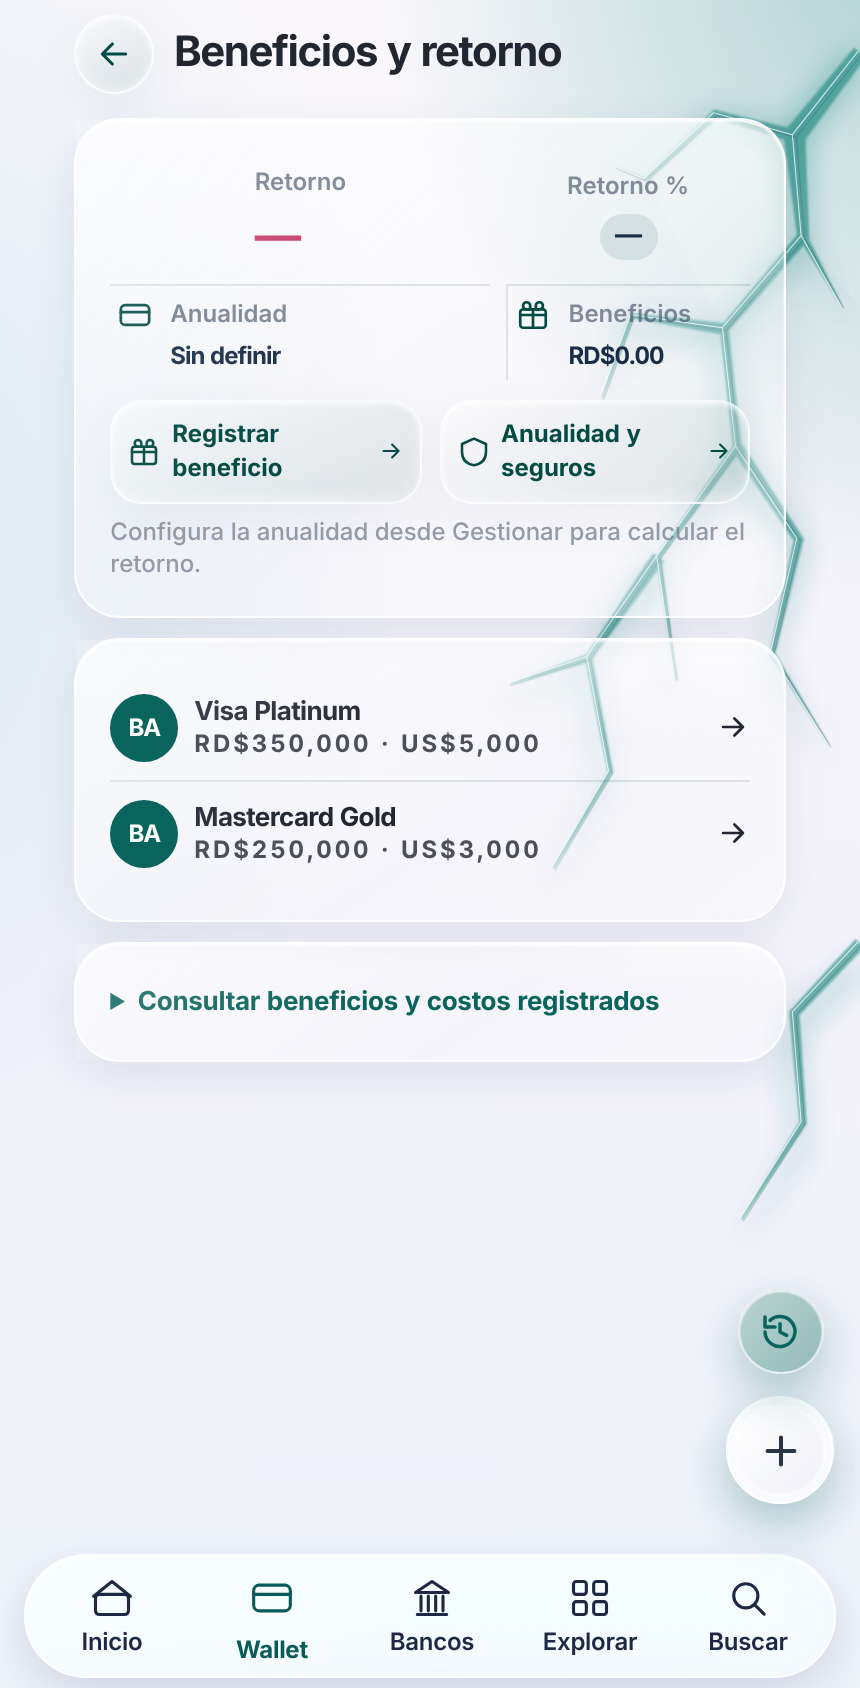 Beneficios y retorno
Retorno
Retorno %
—
—
Anualidad
Sin definir
Beneficios
RD$0.00
Registrar
beneficio
Anualidad y
seguros
Configura la anualidad desde Gestionar para calcular el
retorno.
BA
Visa Platinum
RD$350,000 · US$5,000
BA
Mastercard Gold
RD$250,000 · US$3,000
Consultar beneficios y costos registrados
Inicio
Wallet
Bancos
Explorar
Buscar